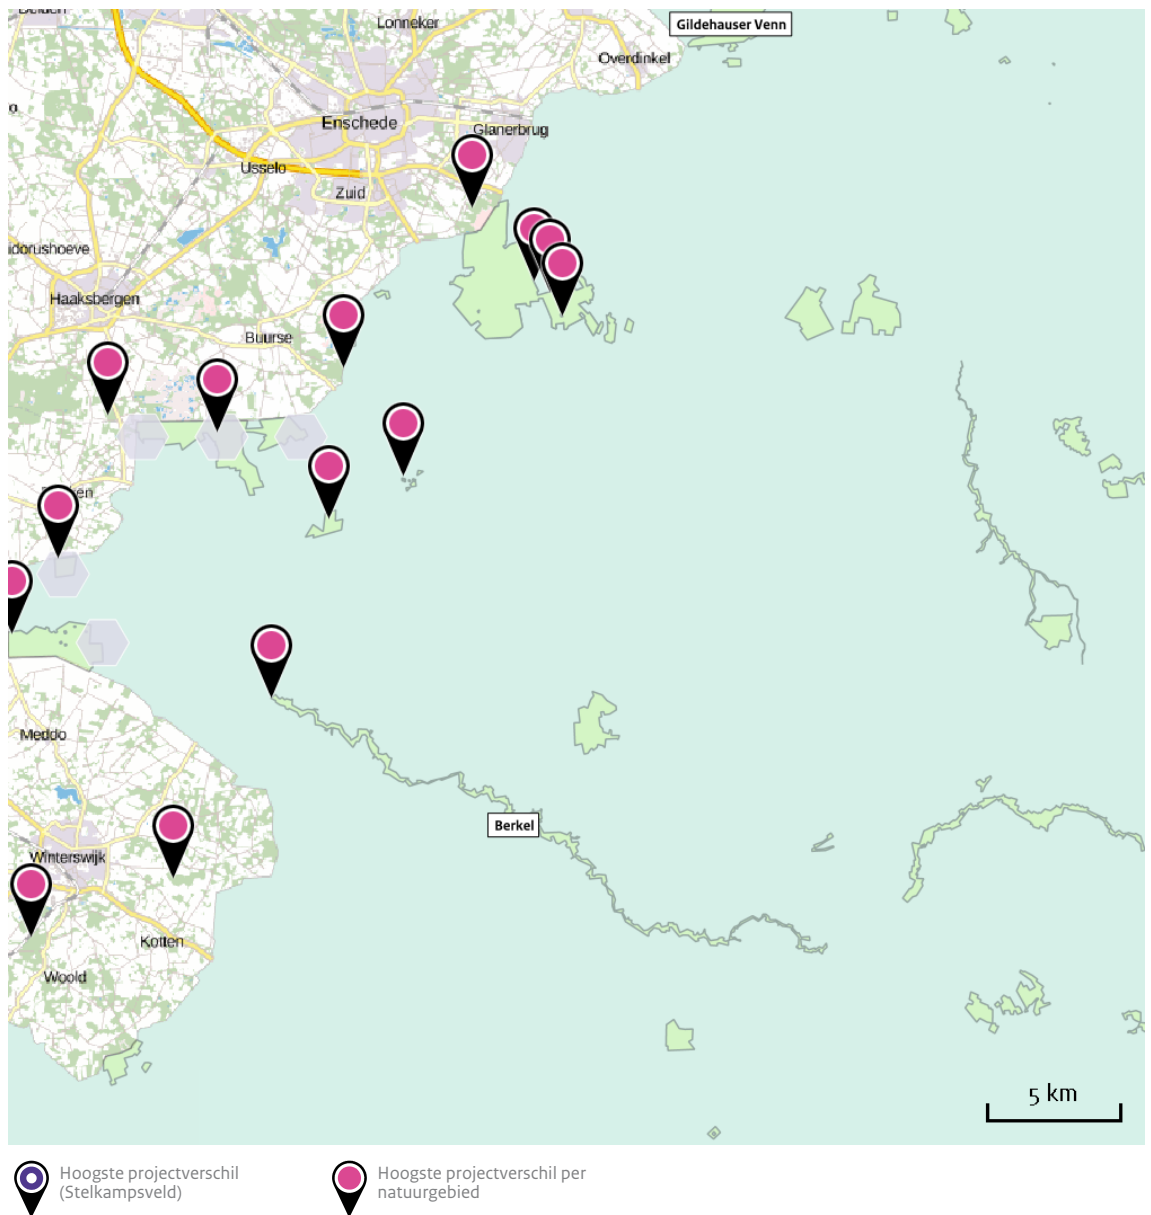 Lonneker
Gildehauser Venn
Overdinkel
Enschede
Glanerbrug
Usselo
Zuid
Haaksbergen
Buurse
Meddo
Berkel
Winterswijk
Kotten
Woold
5 km
Hoogste projectverschil
(Stelkampsveld)
Hoogste projectverschil per
natuurgebied